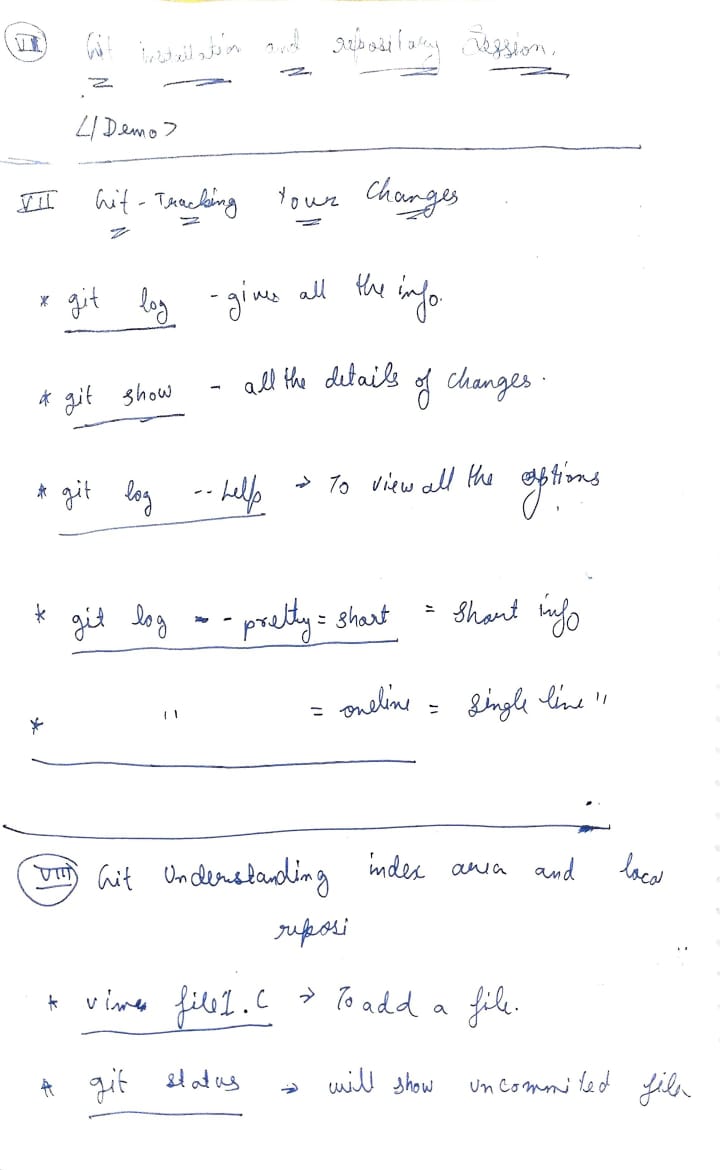 VI Git installation and repository Session.
<//Demo>
VII Git - Tracking Your Changes
* git log - gives all the info.
* git show - all the details of changes.
* git log --help → To view all the options
* git log -- pretty = short = Short info
* " = oneline = single line "
VIII Git Understanding index area and local
reposi
* file1.c → To add a file.
* git status → will show uncommited file